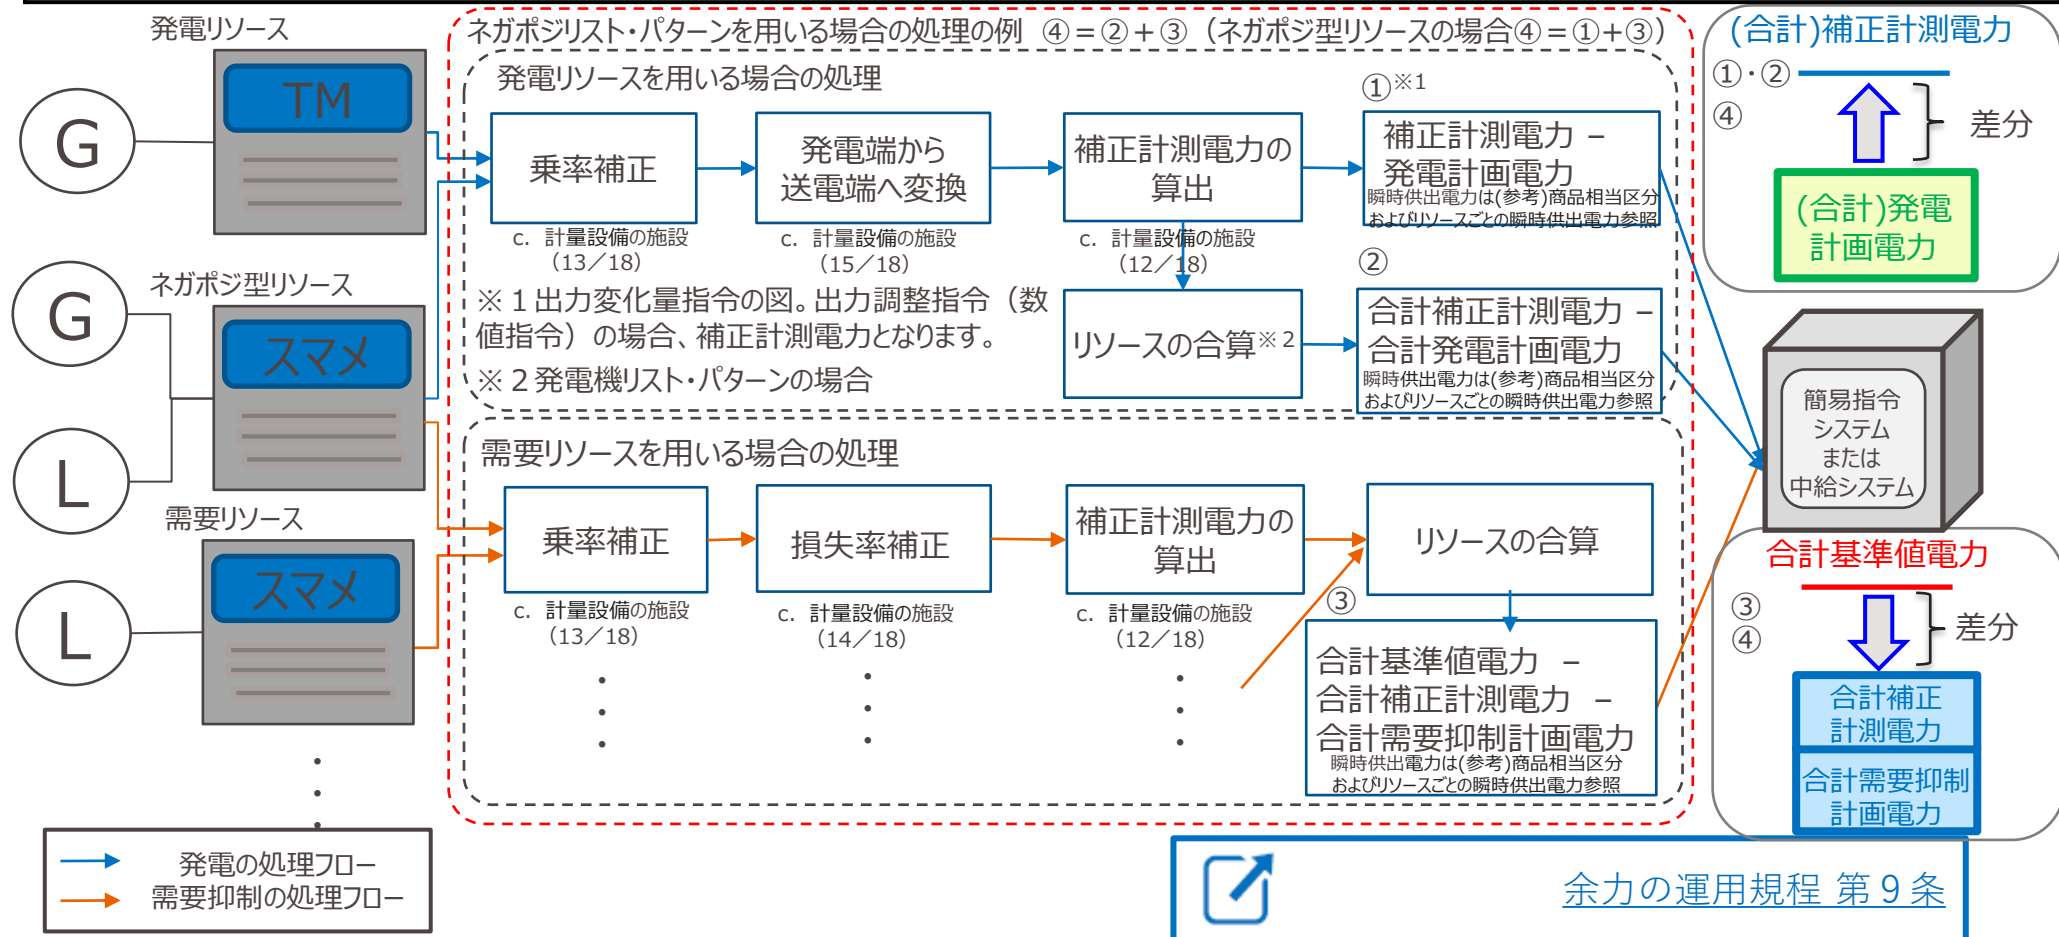 発電リソース
TM
G
ネガポジ型リソース
G
スマメ
L
需要リソース
スマメ
L
・
・
・
発電の処理フロー
需要抑制の処理フロー
ネガポジリスト・パターンを用いる場合の処理の例　④＝②＋③（ネガポジ型リソースの場合④＝①＋③）
発電リソースを用いる場合の処理
乗率補正
c．計量設備の施設
（13／18）
発電端から
送電端へ変換
c．計量設備の施設
（15／18）
補正計測電力の
算出
c．計量設備の施設
（12／18）
①※1
補正計測電力 –
発電計画電力
瞬時供出電力は(参考)商品相当区分
およびリソースごとの瞬時供出電力参照
※１出力変化量指令の図。出力調整指令（数
値指令）の場合、補正計測電力となります。
※２発電機リスト・パターンの場合
リソースの合算※２
②
合計補正計測電力 –
合計発電計画電力
瞬時供出電力は(参考)商品相当区分
およびリソースごとの瞬時供出電力参照
需要リソースを用いる場合の処理
乗率補正
c．計量設備の施設
（13／18）
・
・
・
損失率補正
c．計量設備の施設
（14／18）
・
・
・
補正計測電力の
算出
c．計量設備の施設
（12／18）
・
・
・
リソースの合算
③
合計基準値電力　–
合計補正計測電力　–
合計需要抑制計画電力
瞬時供出電力は(参考)商品相当区分
およびリソースごとの瞬時供出電力参照
(合計)補正計測電力
①・②
④
差分
(合計)発電
計画電力
簡易指令
システム
または
中給システム
合計基準値電力
③
④
差分
合計補正
計測電力
合計需要抑制
計画電力
余力の運用規程 第９条